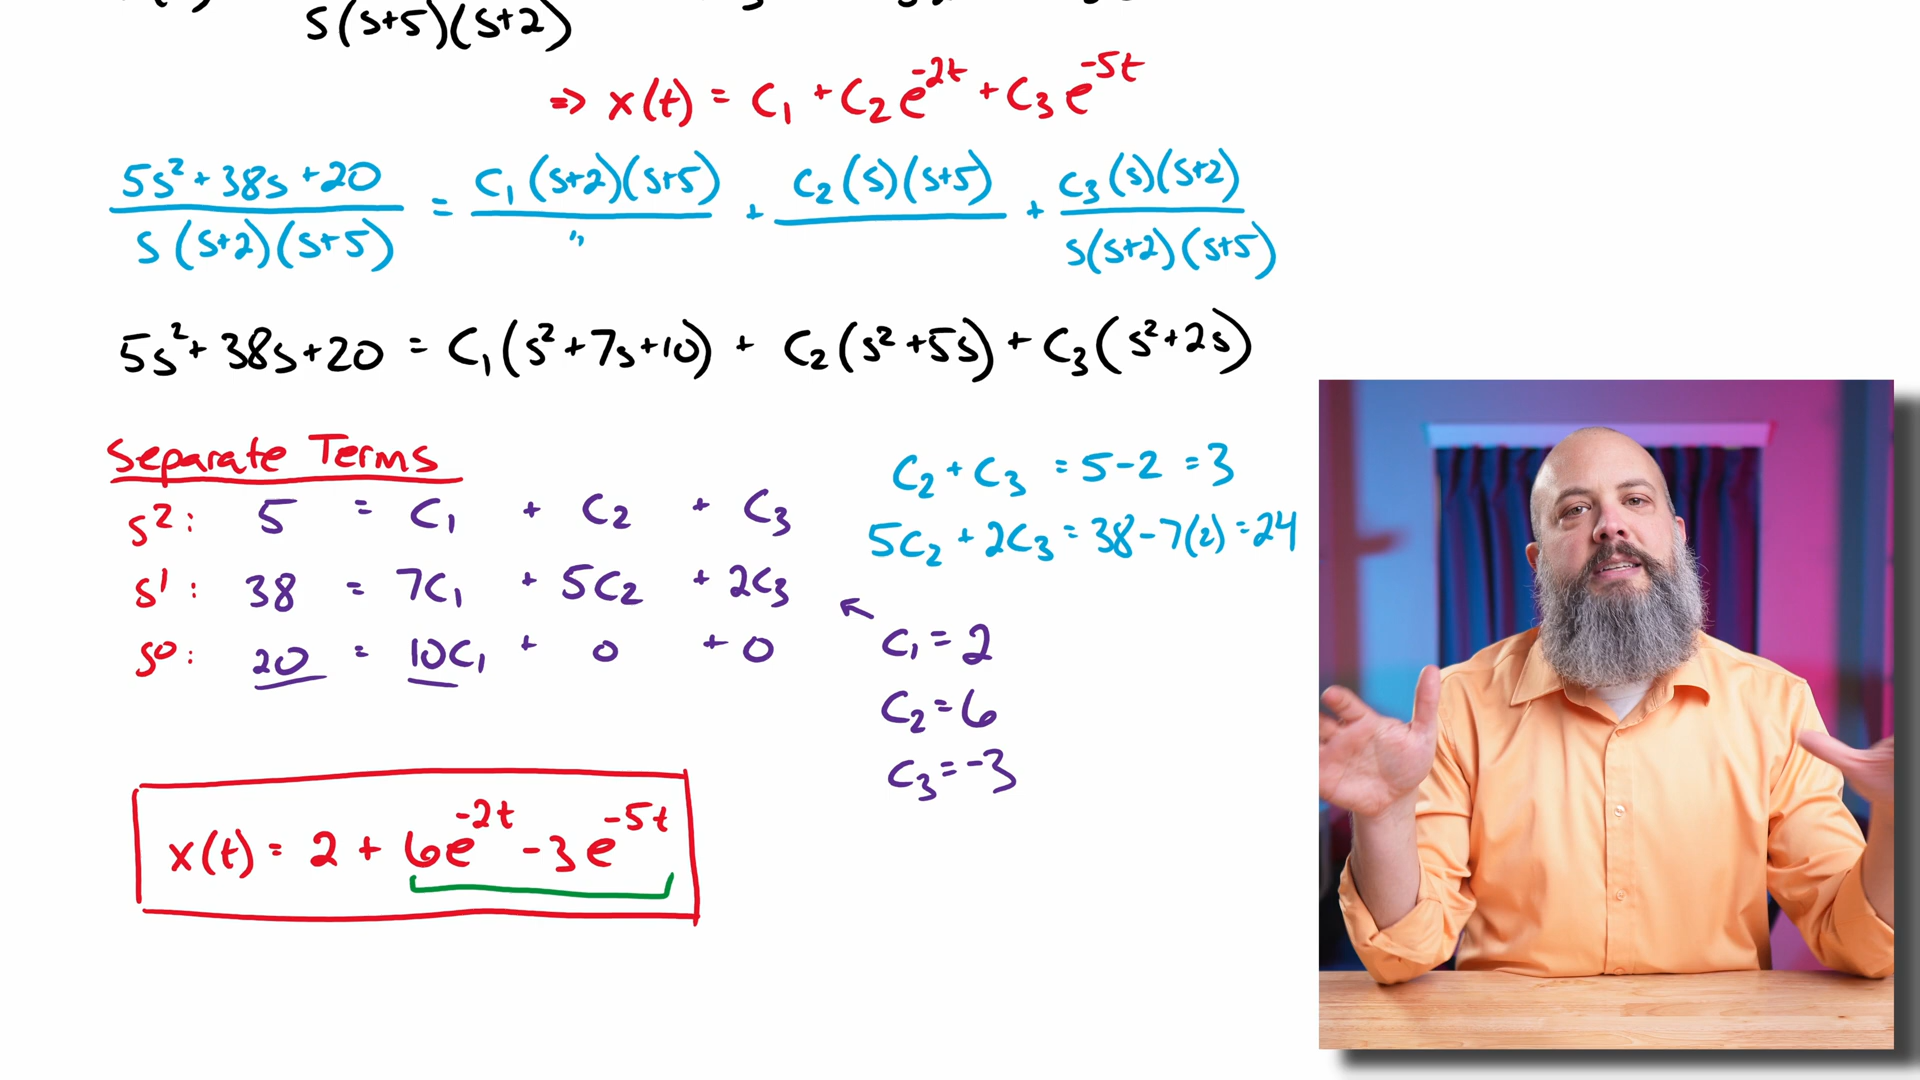 s(s+5)(s+2)
=> x(t) = C₁ + C₂e^-2t + C₃e^-5t
5s² + 38s + 20 = C₁(s+2)(s+5) + C₂(s)(s+5) + C₃(s)(s+2)
s(s+2)(s+5) " s(s+2)(s+5)
5s² + 38s + 20 = C₁(s² + 7s + 10) + C₂(s² + 5s) + C₃(s² + 2s)
Separate Terms
s²: 5 = C₁ + C₂ + C₃
s¹: 38 = 7C₁ + 5C₂ + 2C₃
s⁰: 20 = 10C₁ + 0 + 0
C₂ + C₃ = 5 - 2 = 3
5C₂ + 2C₃ = 38 - 7(2) = 24
C₁ = 2
C₂ = 6
C₃ = -3
x(t) = 2 + 6e^-2t - 3e^-5t